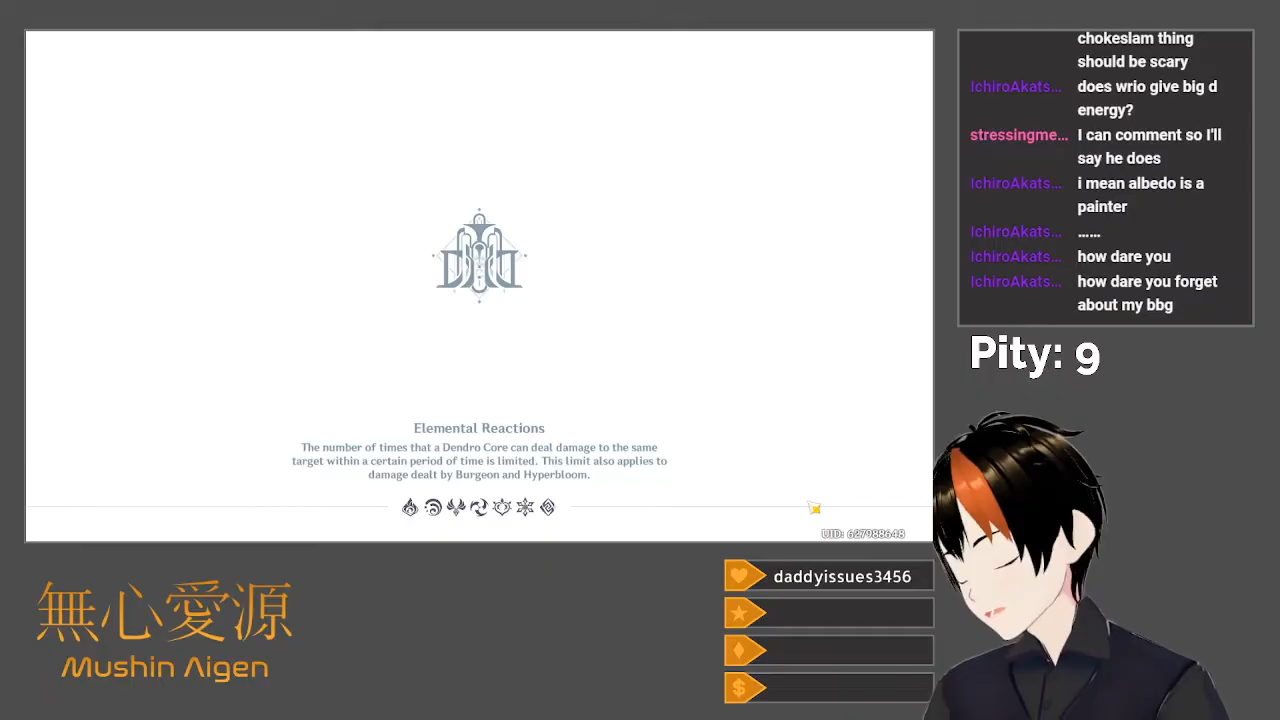 chokeslam thing
should be scary
IchiroAkats... does wrio give big d
energy?
stressingme... I can comment so I'll
say he does
IchiroAkats... i mean albedo is a
painter
IchiroAkats... ......
IchiroAkats... how dare you
IchiroAkats... how dare you forget
about my bbg
Pity: 9
Elemental Reactions
The number of times that a Dendro Core can deal damage to the same
target within a certain period of time is limited. This limit also applies to
damage dealt by Burgeon and Hyperbloom.
UID: 627988648
daddyissues3456
無心愛源
Mushin Aigen
$